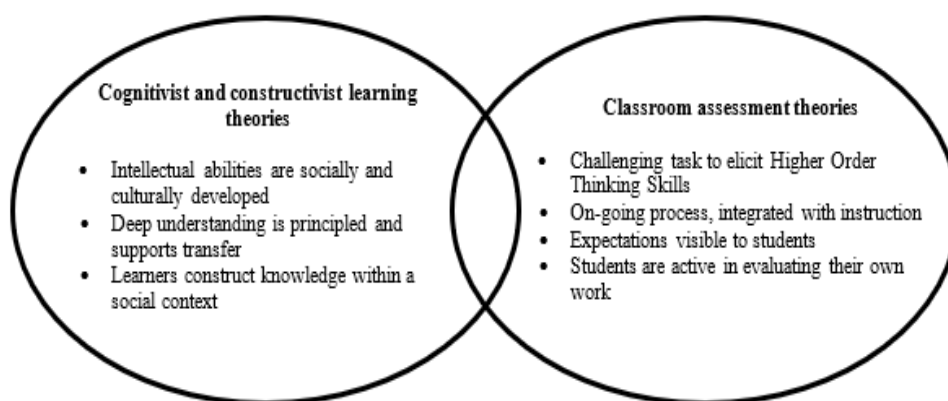 Cognitivist and constructivist learning
theories
• Intellectual abilities are socially and
culturally developed
• Deep understanding is principled and
supports transfer
• Learners construct knowledge within a
social context
Classroom assessment theories
• Challenging task to elicit Higher Order
Thinking Skills
• On-going process, integrated with instruction
• Expectations visible to students
• Students are active in evaluating their own
work